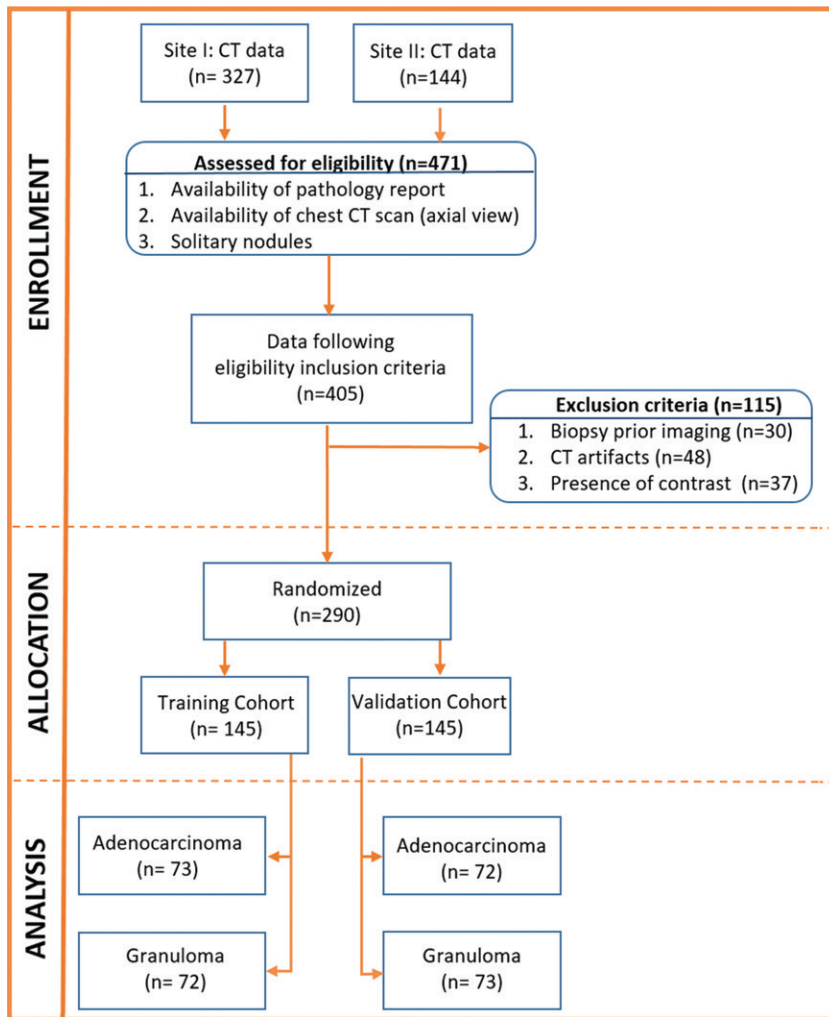 ENROLLMENT
Site I: CT data
(n= 327)
Site II: CT data
(n=144)
Assessed for eligibility (n=471)
1. Availability of pathology report
2. Availability of chest CT scan (axial view)
3. Solitary nodules
Data following
eligibility inclusion criteria
(n=405)
Exclusion criteria (n=115)
1. Biopsy prior imaging (n=30)
2. CT artifacts (n=48)
3. Presence of contrast (n=37)
ALLOCATION
Randomized
(n=290)
Training Cohort
(n= 145)
Validation Cohort
(n=145)
ANALYSIS
Adenocarcinoma
(n= 73)
Adenocarcinoma
(n= 72)
Granuloma
(n= 72)
Granuloma
(n= 73)